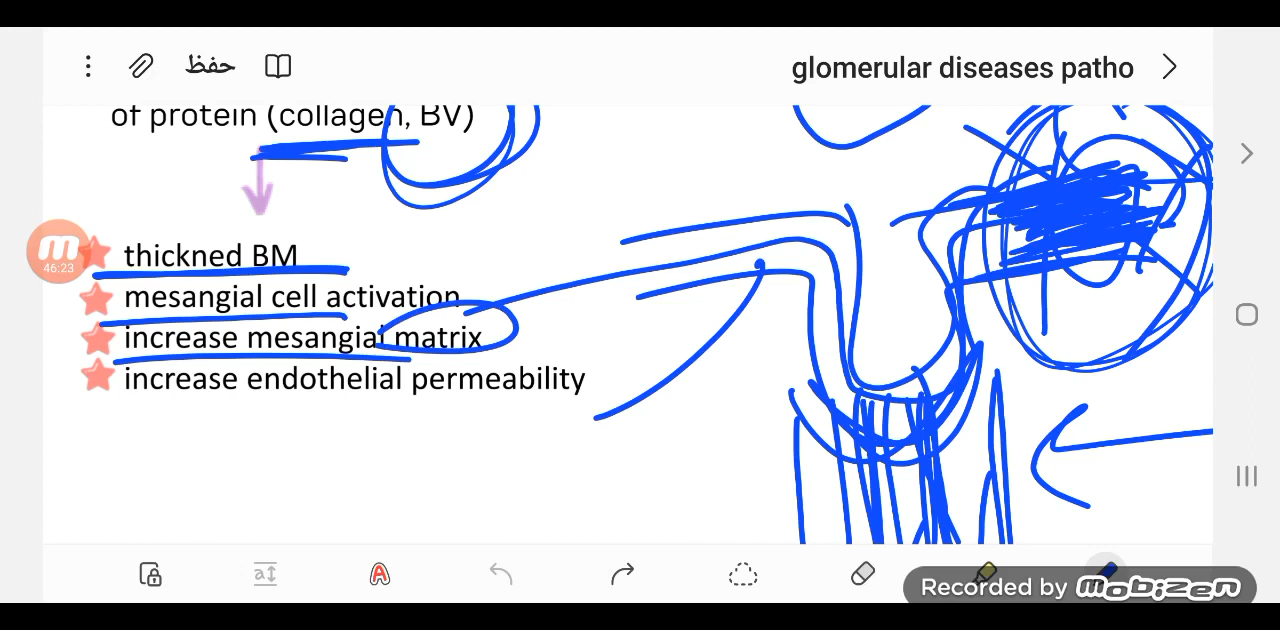 حفظ
glomerular diseases patho
of protein (collagen, BV)
46:23
thickned BM
mesangial cell activation
increase mesangial matrix
increase endothelial permeability
Recorded by mobizen